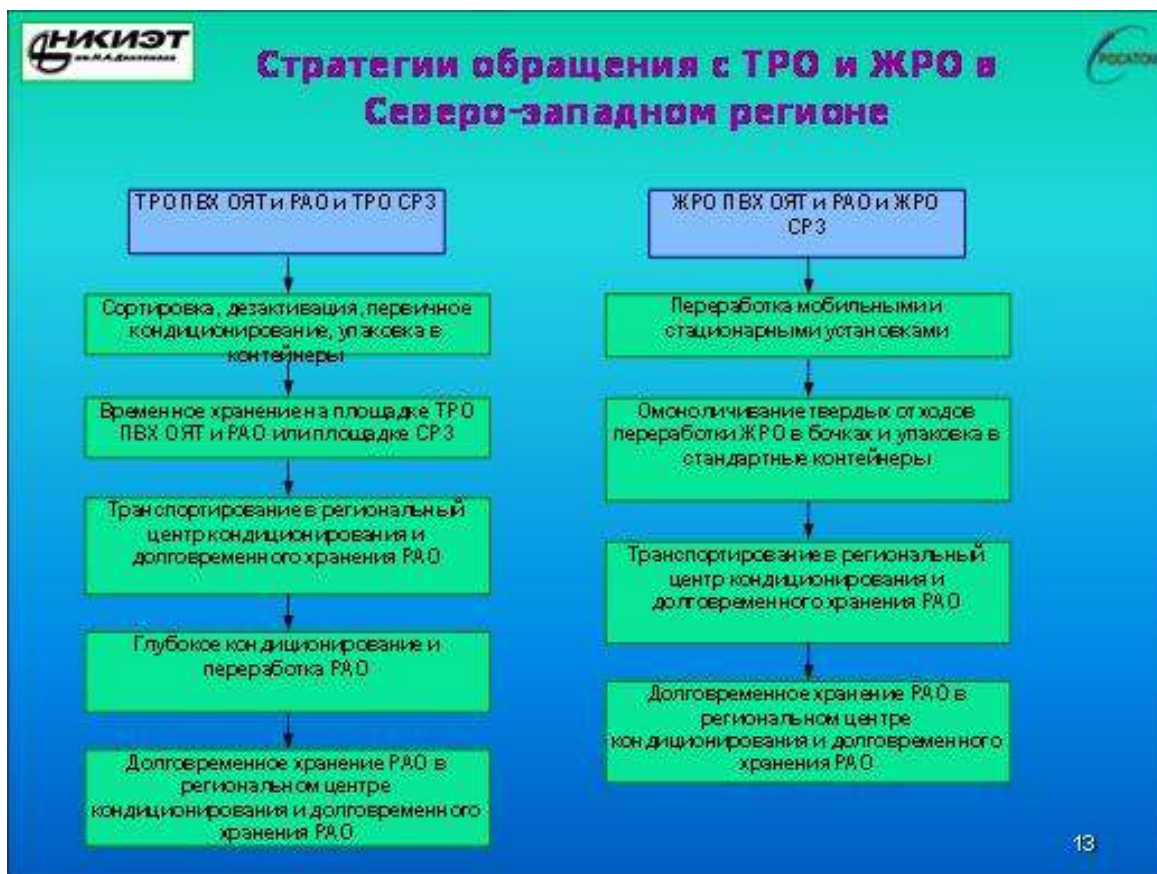 НИКИЭТ
РОСАТОМ
Стратегии обращения с ТРО и ЖРО в
Северо-западном регионе
ТРО ПВХ ОЯТ и РАО и ТРО СРЗ
Сортировка, дезактивация, первичное
кондиционирование, упаковка в
контейнеры
Временное хранение на площадке ТРО
ПВХ ОЯТ и РАО или площадке СРЗ
Транспортирование в региональный
центр кондиционирования и
долговременного хранения РАО
Глубокое кондиционирование и
переработка РАО
Долговременное хранение РАО в
региональном центре
кондиционирования и долговременного
хранения РАО
ЖРО ПВХ ОЯТ и РАО и ЖРО
СРЗ
Переработка мобильными и
стационарными установками
Омоноличивание твердых отходов
переработки ЖРО в бочках и упаковка в
стандартные контейнеры
Транспортирование в региональный
центр кондиционирования и
долговременного хранения РАО
Долговременное хранение РАО в
региональном центре
кондиционирования и долговременного
хранения РАО
13